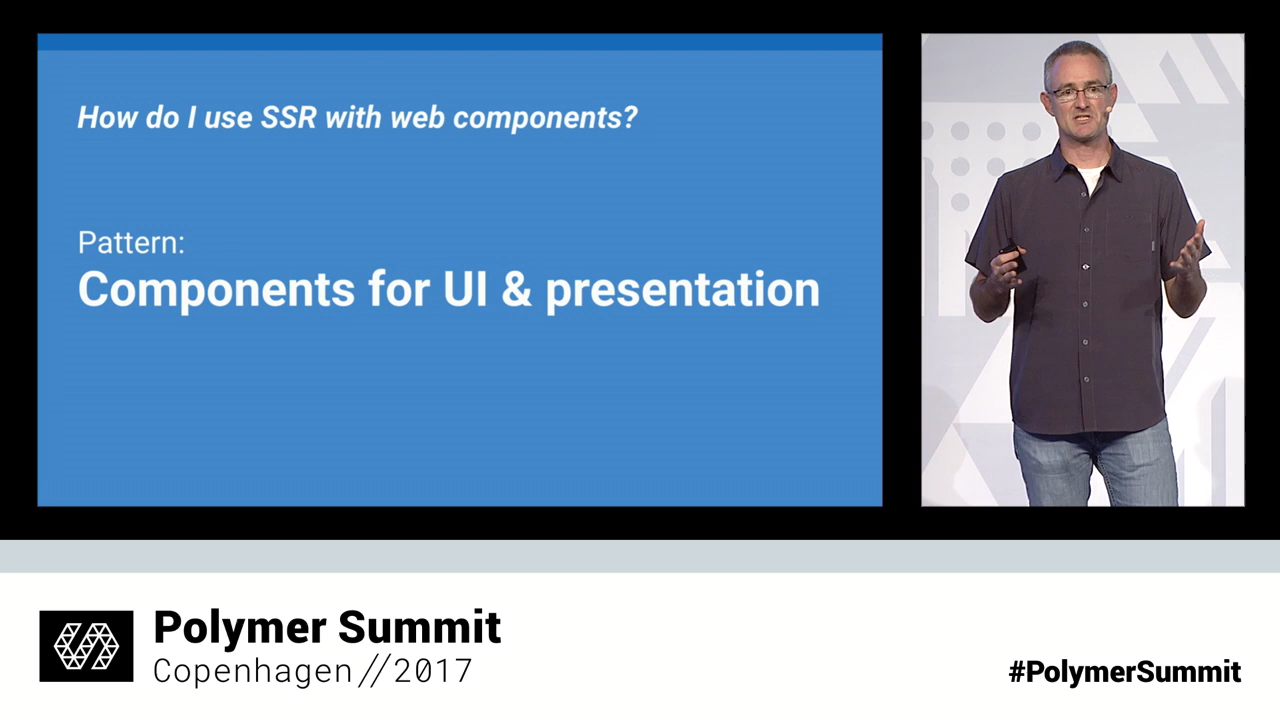 How do I use SSR with web components?
Pattern:
Components for UI & presentation
Polymer Summit
Copenhagen//2017
#PolymerSummit